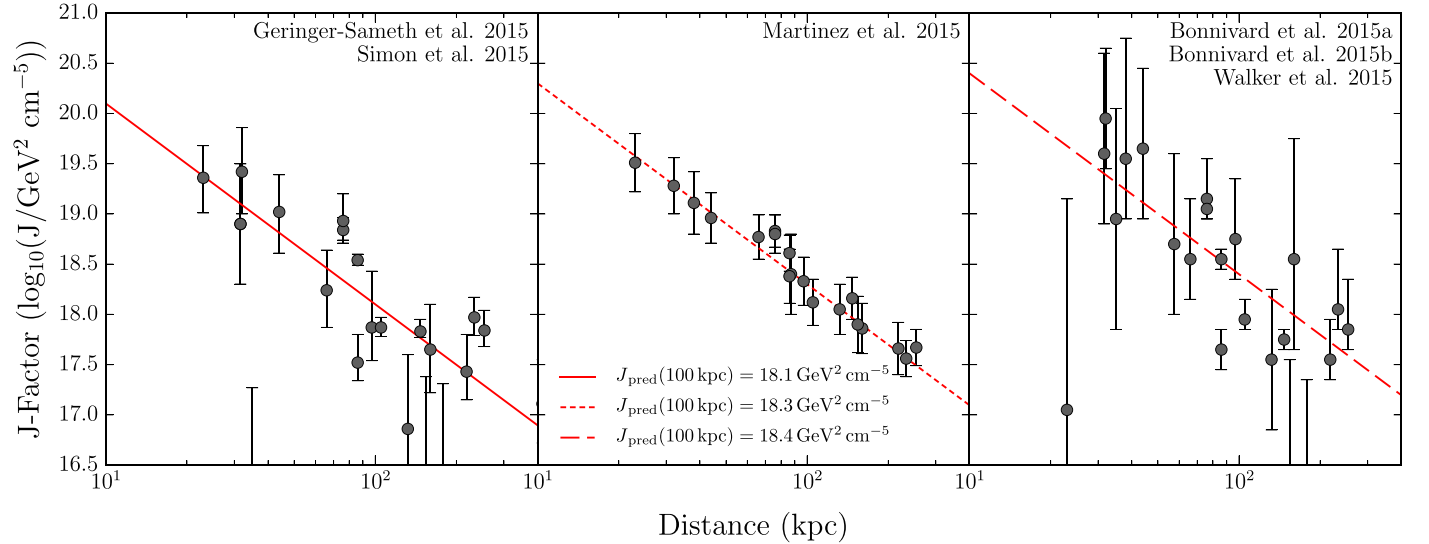 J-Factor (log₁₀(J/GeV² cm⁻⁵))
21.0
20.5
20.0
19.5
19.0
18.5
18.0
17.5
17.0
16.5
Geringer-Sameth et al. 2015
Simon et al. 2015
Martinez et al. 2015
Bonnivard et al. 2015a
Bonnivard et al. 2015b
Walker et al. 2015
J_pred(100 kpc) = 18.1 GeV² cm⁻⁵
J_pred(100 kpc) = 18.3 GeV² cm⁻⁵
J_pred(100 kpc) = 18.4 GeV² cm⁻⁵
10¹ 10² 10¹ 10² 10¹ 10²
Distance (kpc)